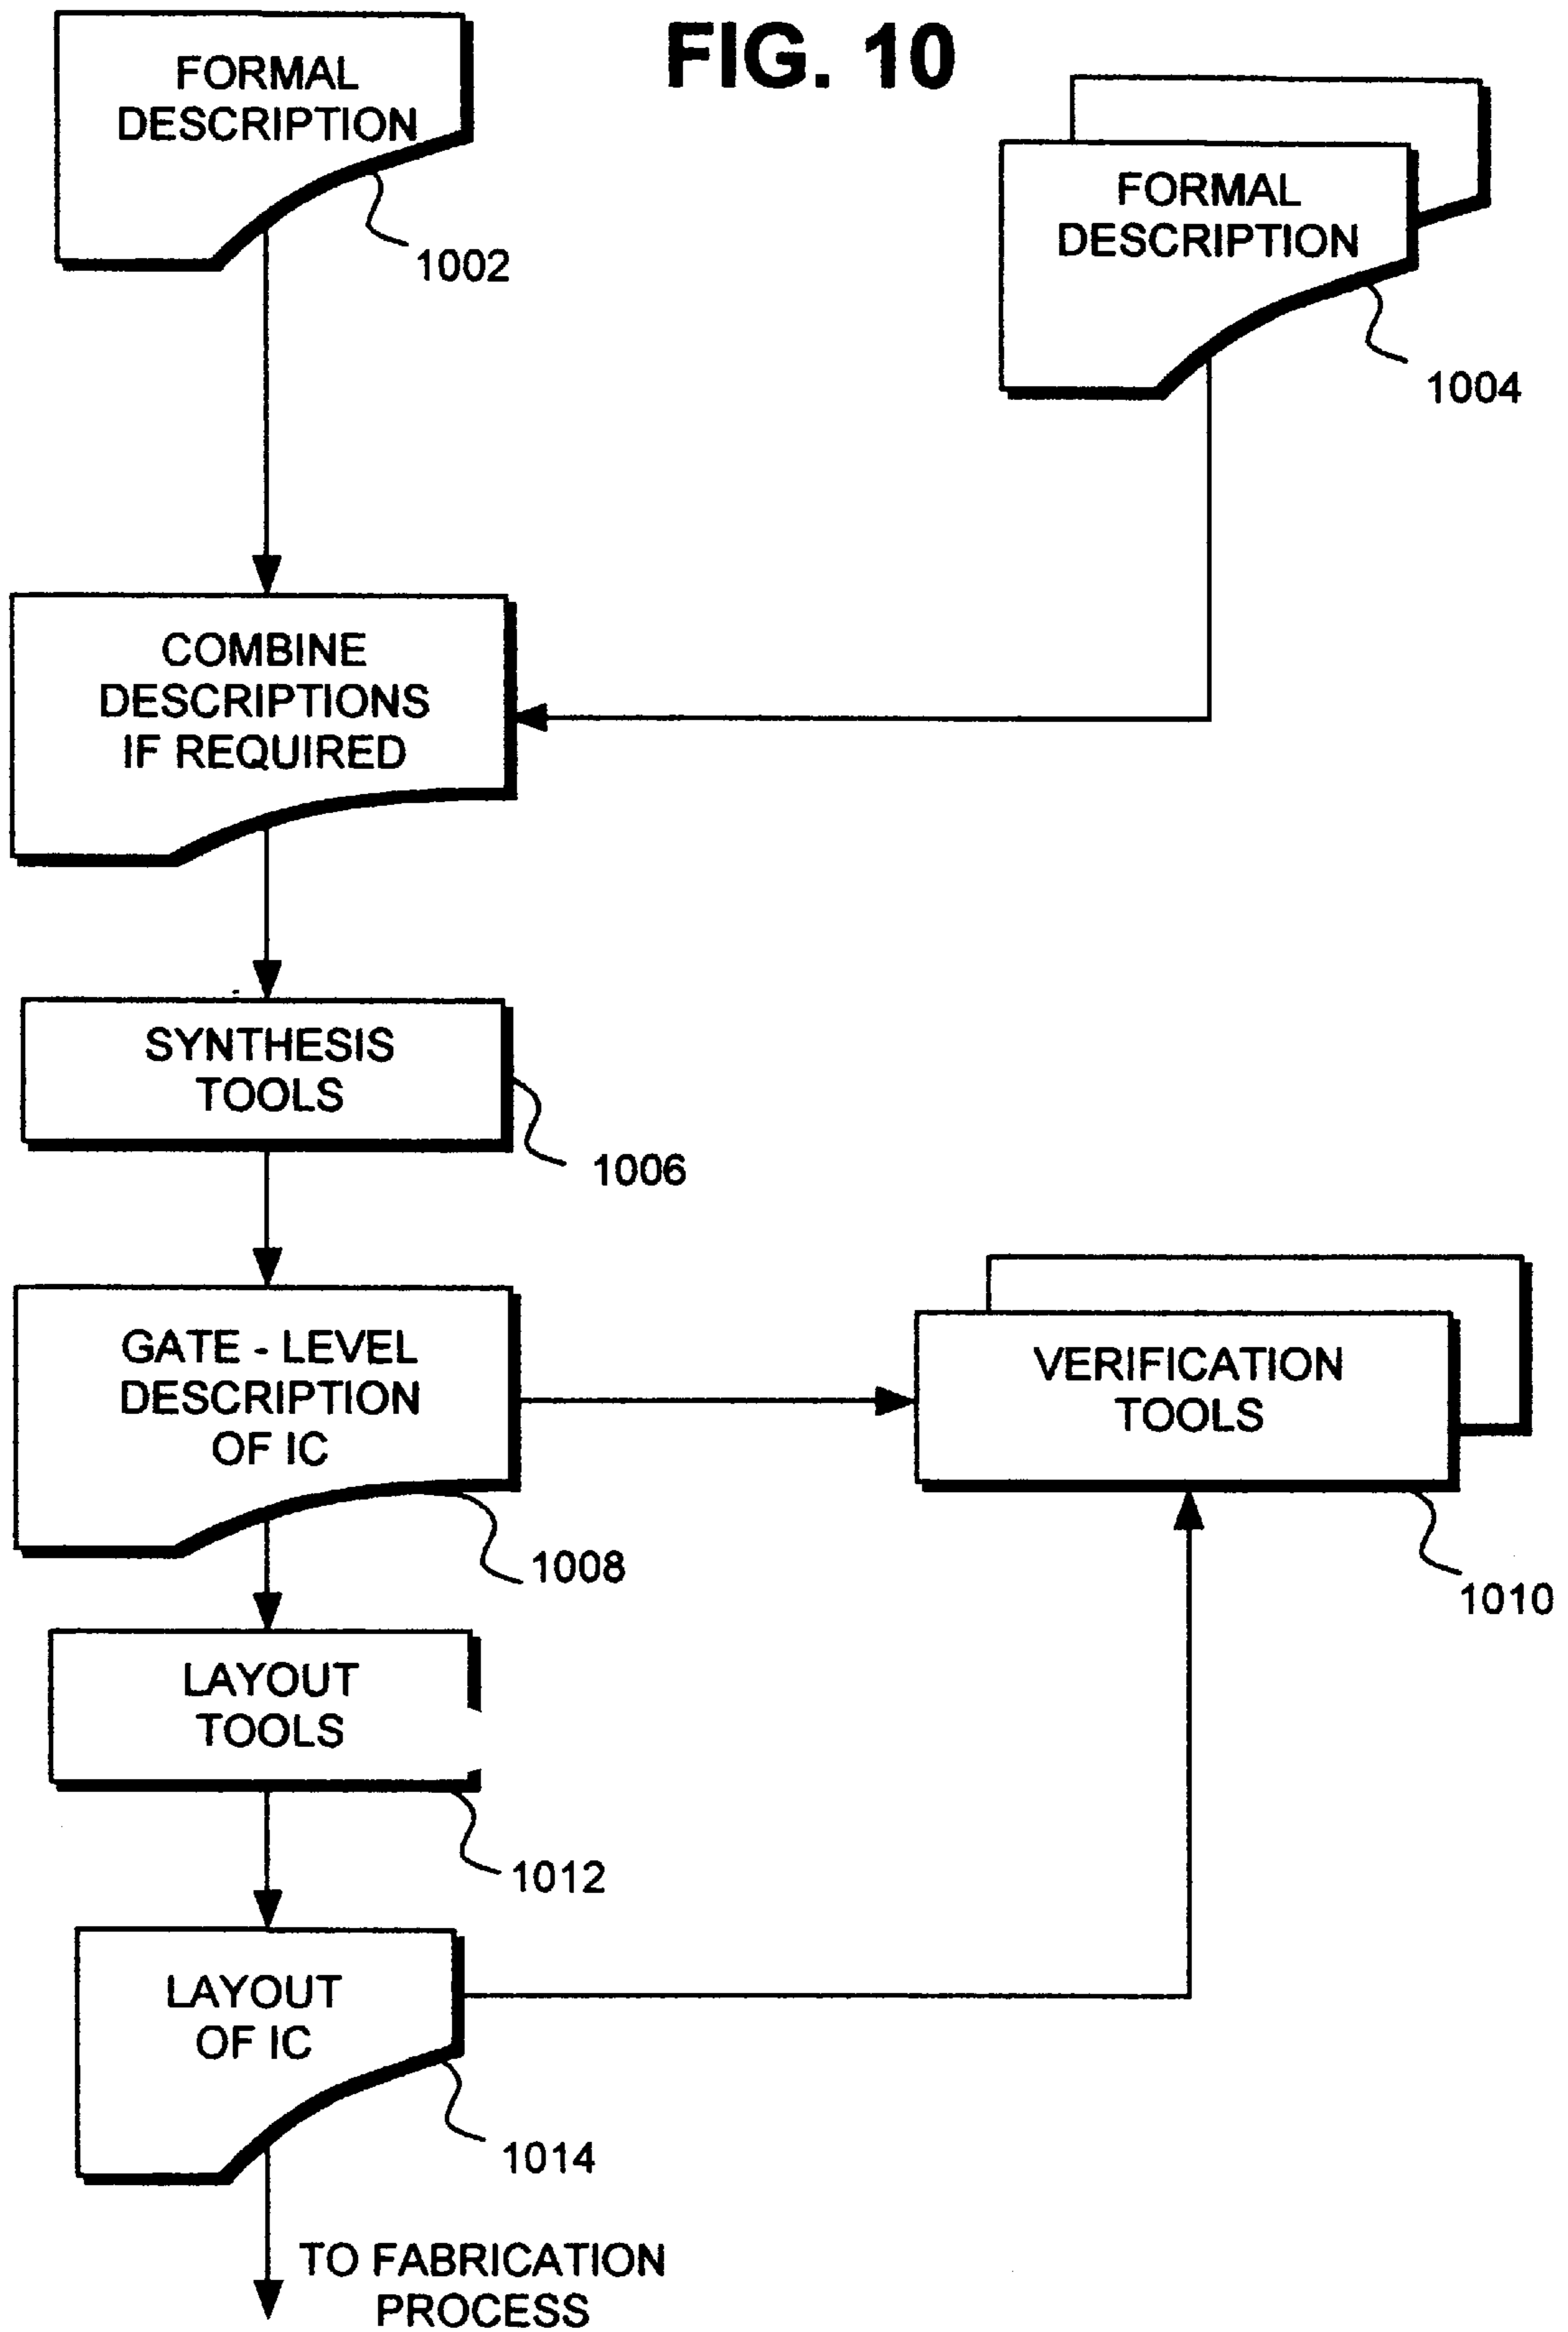 FIG. 10
FORMAL
DESCRIPTION
1002
FORMAL
DESCRIPTION
1004
COMBINE
DESCRIPTIONS
IF REQUIRED
SYNTHESIS
TOOLS
1006
GATE - LEVEL
DESCRIPTION
OF IC
1008
VERIFICATION
TOOLS
1010
LAYOUT
TOOLS
1012
LAYOUT
OF IC
1014
TO FABRICATION
PROCESS